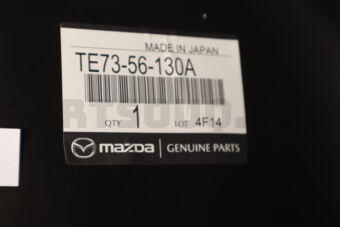 MADE IN JAPAN
TE73-56-130A
QTY 1 LOT 4F14
mazda GENUINE PARTS